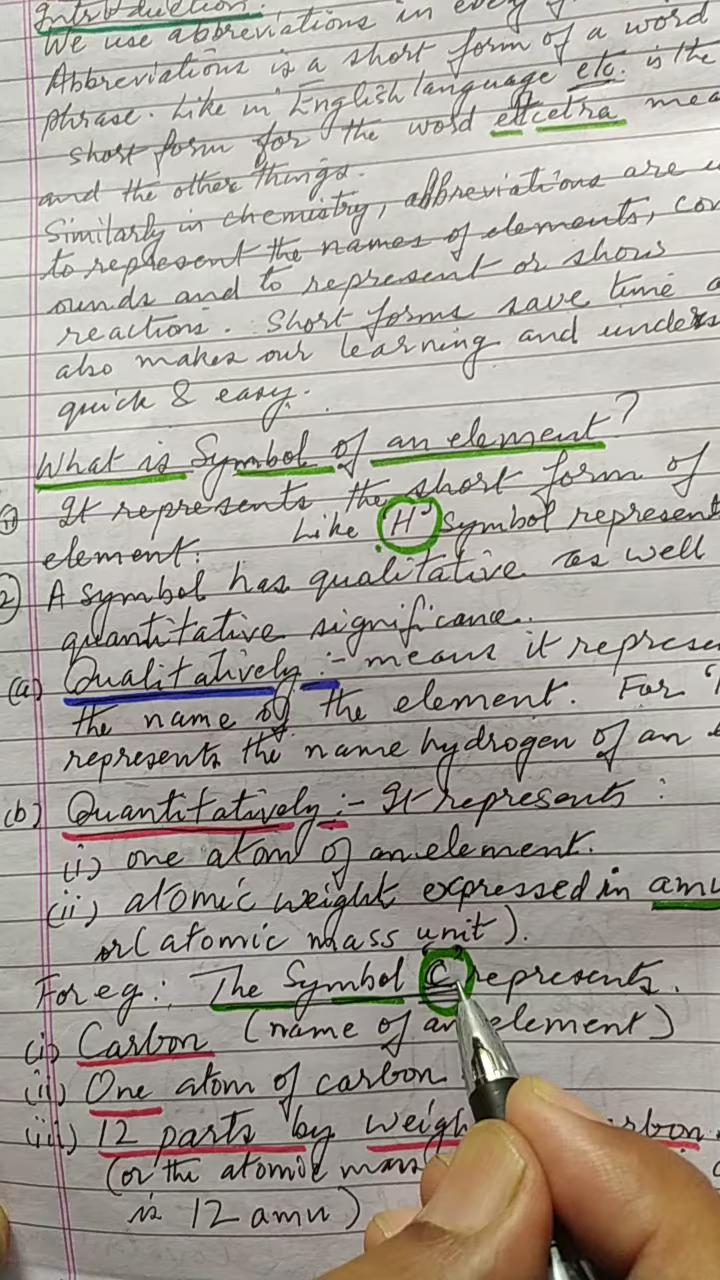 Introduction.
We use abbreviations in every
Abbreviations is a short form of a word
phrase. Like in English language etc. is the
short form for the word etcetra
and the other things.
Similarly in chemistry, abbreviations are
to represent the names of elements,
ounds and to represent or show
reactions. Short forms save time
also makes our learning and
quick & easy.
What is Symbol of an element?
(1) It represents the short form of
element. Like 'H' Symbol represent
(2) A symbol has qualitative as well
quantitative significance.
(a) Qualitatively :- means it
the name of the element. For
represents the name hydrogen of an
(b) Quantitatively :- It represents :
(i) one atom of an element.
(ii) atomic weight expressed in amu
or (atomic mass unit).
For eg: The Symbol "C" represents.
(i) Carbon (name of an element)
(ii) One atom of carbon
(iii) 12 parts by
(or the atomic
is 12 amu)